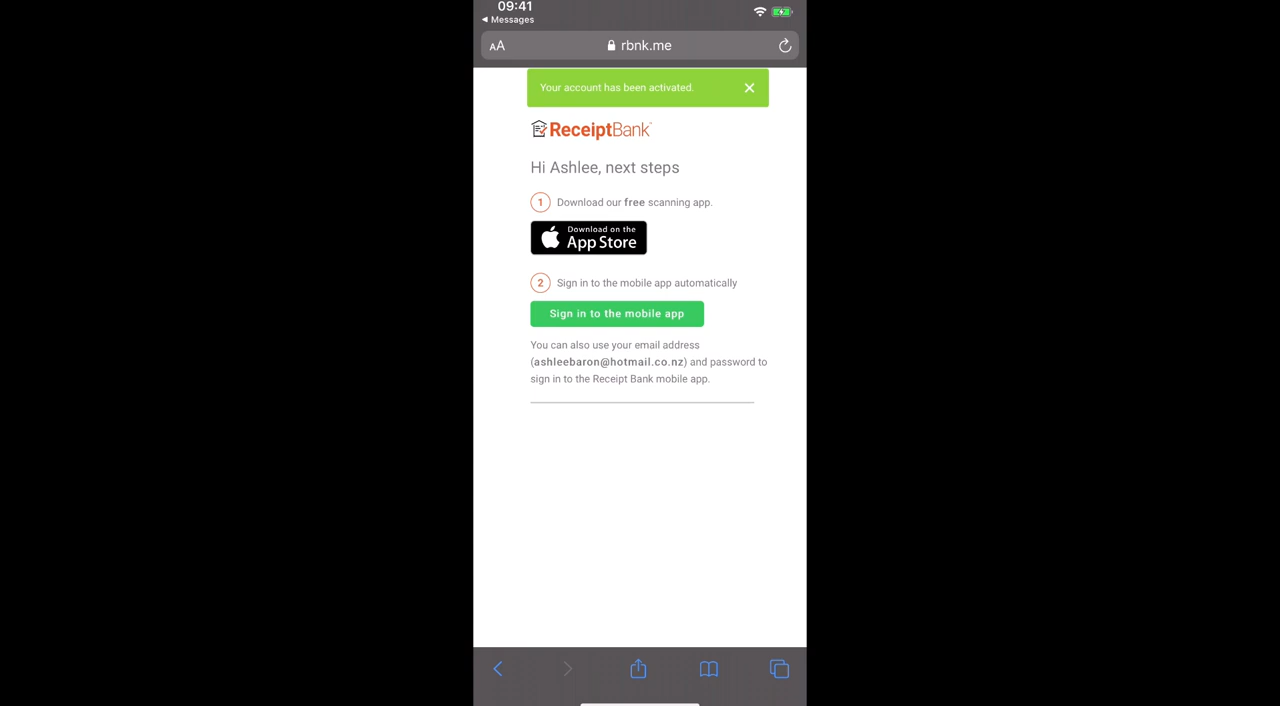 09:41
◀ Messages
AA
rbnk.me
Your account has been activated.
ReceiptBank
Hi Ashlee, next steps
1 Download our free scanning app.
Download on the
App Store
2 Sign in to the mobile app automatically
Sign in to the mobile app
You can also use your email address
(ashleebaron@hotmail.co.nz) and password to
sign in to the Receipt Bank mobile app.